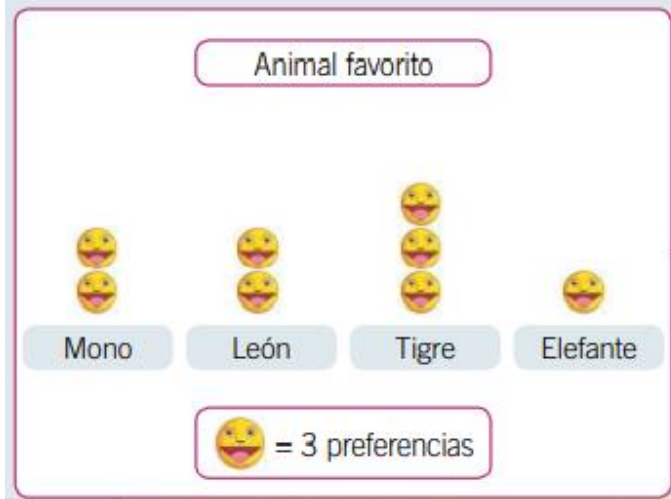 Animal favorito
Mono León Tigre Elefante
= 3 preferencias